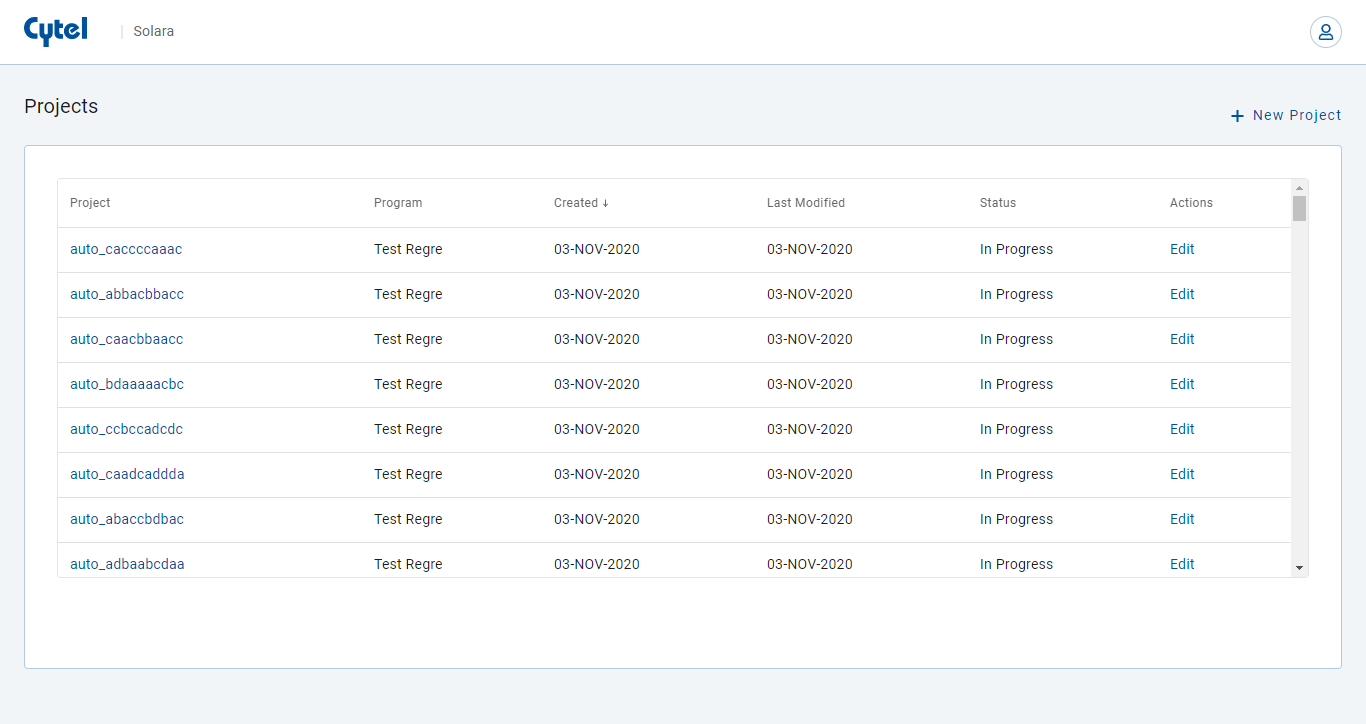 Cytel | Solara
Projects
+ New Project
Project Program Created ↓ Last Modified Status Actions
auto_caccccaaac Test Regre 03-NOV-2020 03-NOV-2020 In Progress Edit
auto_abbacbbacc Test Regre 03-NOV-2020 03-NOV-2020 In Progress Edit
auto_caacbbaacc Test Regre 03-NOV-2020 03-NOV-2020 In Progress Edit
auto_bdaaaaacbc Test Regre 03-NOV-2020 03-NOV-2020 In Progress Edit
auto_ccbccadcdc Test Regre 03-NOV-2020 03-NOV-2020 In Progress Edit
auto_caadcaddda Test Regre 03-NOV-2020 03-NOV-2020 In Progress Edit
auto_abaccbdbac Test Regre 03-NOV-2020 03-NOV-2020 In Progress Edit
auto_adbaabcdaa Test Regre 03-NOV-2020 03-NOV-2020 In Progress Edit